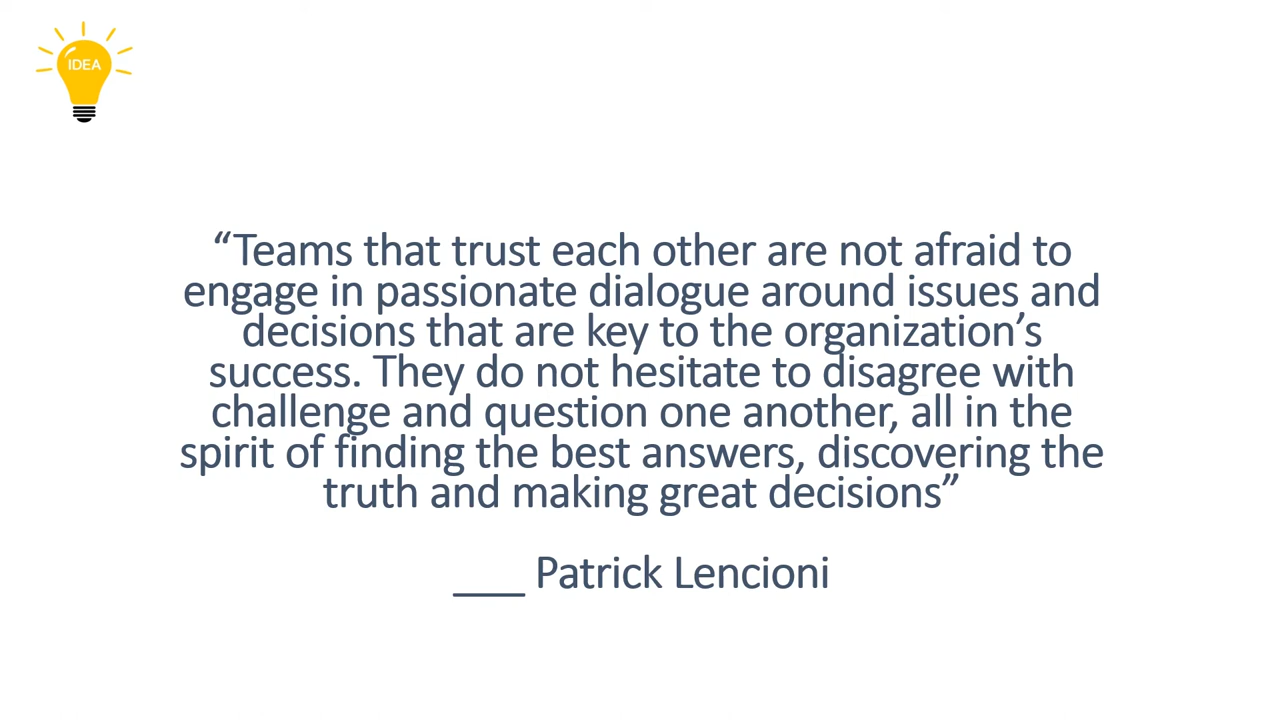 IDEA
“Teams that trust each other are not afraid to
engage in passionate dialogue around issues and
decisions that are key to the organization’s
success. They do not hesitate to disagree with
challenge and question one another, all in the
spirit of finding the best answers, discovering the
truth and making great decisions”
___ Patrick Lencioni